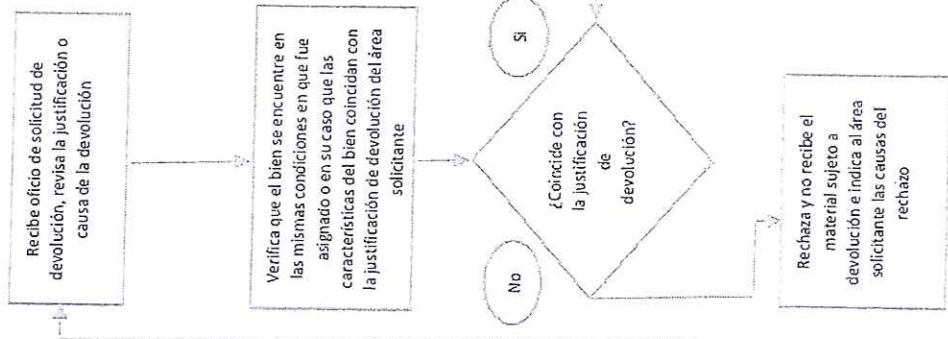 Recibe oficio de solicitud de
devolución, revisa la justificación o
causa de la devolución
Verifica que el bien se encuentre en
las mismas condiciones en que fue
asignado o en su caso que las
características del bien coincidan con
la justificación de devolución del área
solicitante
¿Coincide con
la justificación
de
devolución?
No
Si
Rechaza y no recibe el
material sujeto a
devolución e indica al área
solicitante las causas del
rechazo